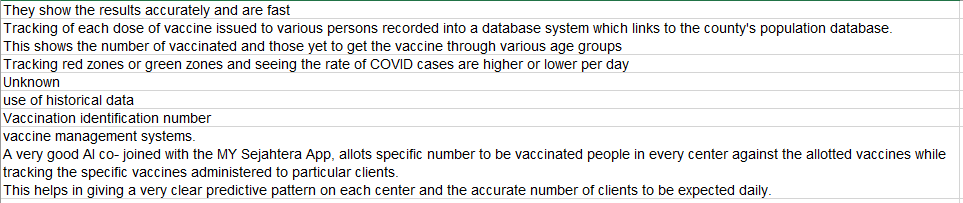 They show the results accurately and are fast
Tracking of each dose of vaccine issued to various persons recorded into a database system which links to the county's population database.
This shows the number of vaccinated and those yet to get the vaccine through various age groups
Tracking red zones or green zones and seeing the rate of COVID cases are higher or lower per day
Unknown
use of historical data
Vaccination identification number
vaccine management systems.
A very good AI co- joined with the MY Sejahtera App, allots specific number to be vaccinated people in every center against the allotted vaccines while
tracking the specific vaccines administered to particular clients.
This helps in giving a very clear predictive pattern on each center and the accurate number of clients to be expected daily.